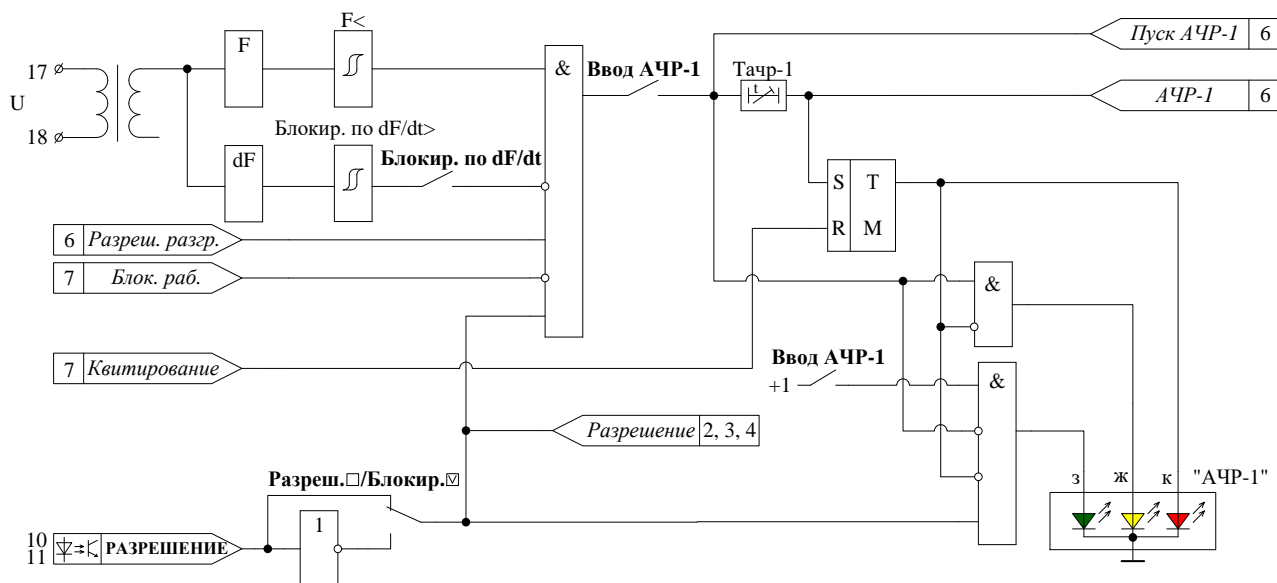 F<
F
17
U
18
&
Ввод АЧР-1
Тачр-1
t
Пуск АЧР-1 6
АЧР-1 6
Блокир. по dF/dt>
Блокир. по dF/dt
dF
S T
R M
6 Разреш. разгр.
7 Блок. раб.
&
7 Квитирование
Ввод АЧР-1
+1
&
Разрешение 2, 3, 4
Разреш.☐/Блокир.☑
з ж к "АЧР-1"
1
10
11
РАЗРЕШЕНИЕ